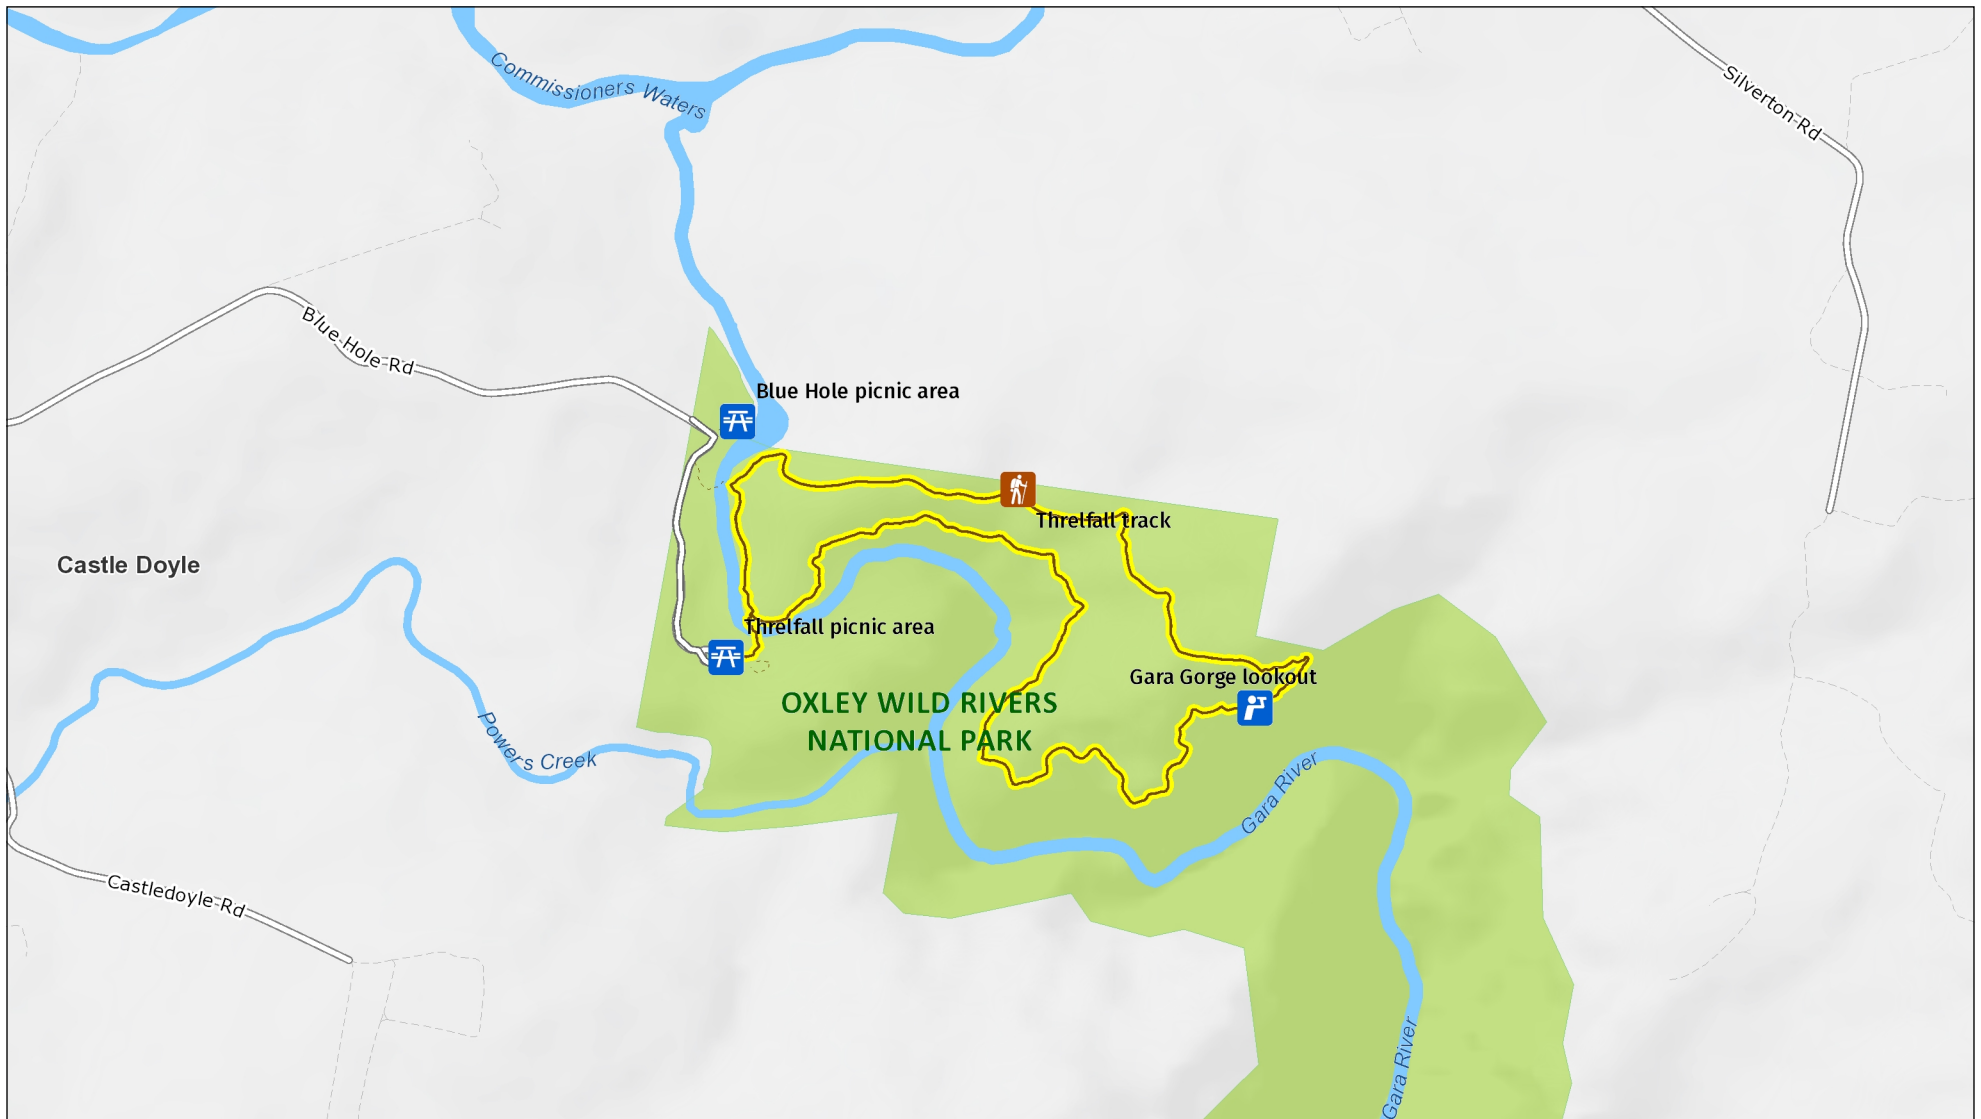 Commissioners Waters
Silverton Rd
Blue Hole Rd
Blue Hole picnic area
Threlfall track
Castle Doyle
Threlfall picnic area
Gara Gorge lookout
OXLEY WILD RIVERS
NATIONAL PARK
Powers Creek
Gara River
Castledoyle Rd
Gara River